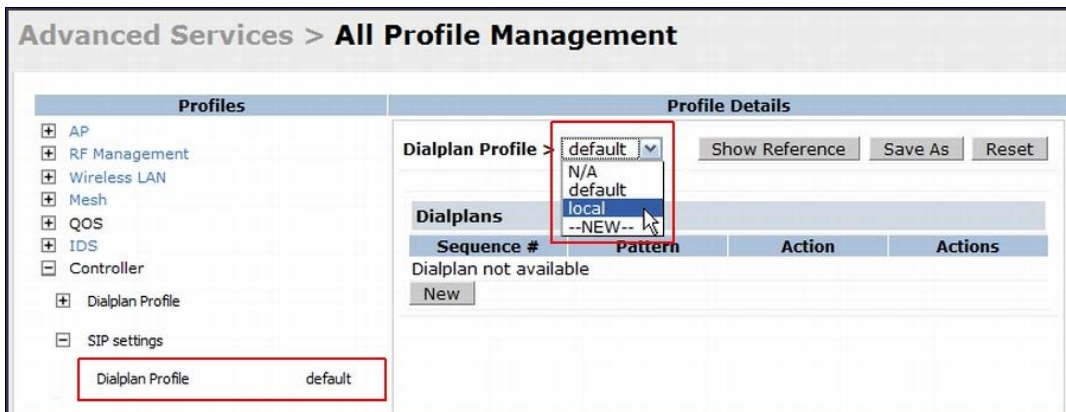 Advanced Services > All Profile Management
Profiles
AP
RF Management
Wireless LAN
Mesh
QOS
IDS
Controller
Dialplan Profile
SIP settings
Dialplan Profile default
Profile Details
Dialplan Profile > default Show Reference Save As Reset
N/A
default
local
--NEW--
Dialplans
Sequence # Pattern Action Actions
Dialplan not available
New